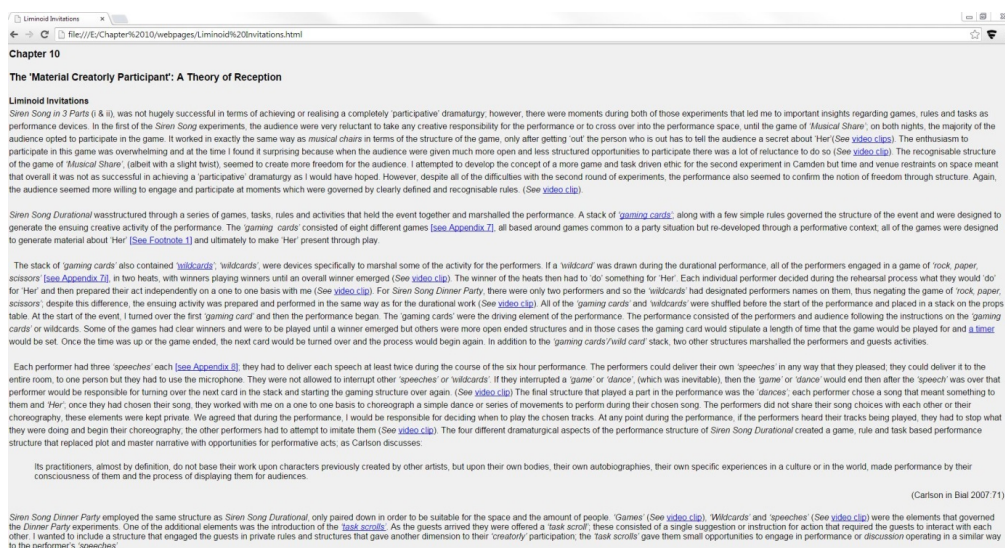 Liminoid Invitations
file:///E:/Chapter%2010/webpages/Liminoid%20Invitations.html
Chapter 10
The 'Material Creatorly Participant': A Theory of Reception
Liminoid Invitations
Siren Song in 3 Parts (i & ii), was not hugely successful in terms of achieving or realising a completely 'participative' dramaturgy; however, there were moments during both of those experiments that led me to important insights regarding games, rules and tasks as
performance devices. In the first of the Siren Song experiments, the audience were very reluctant to take any creative responsibility for the performance or to cross over into the performance space, until the game of 'Musical Share', on both nights, the majority of the
audience opted to participate in the game. It worked in exactly the same way as musical chairs in terms of the structure of the game, only after getting 'out' the person who is out has to tell the audience a secret about 'Her'(See video clips). The enthusiasm to
participate in this game was overwhelming and at the time I found it surprising because when the audience were given much more open and less structured opportunities to participate there was a lot of reluctance to do so (See video clip). The recognisable structure
of the game of 'Musical Share', (albeit with a slight twist), seemed to create more freedom for the audience. I attempted to develop the concept of a more game and task driven ethic for the second experiment in Camden but time and venue restraints on space meant
that overall it was not as successful in achieving a 'participative' dramaturgy as I would have hoped. However, despite all of the difficulties with the second round of experiments, the performance also seemed to confirm the notion of freedom through structure. Again,
the audience seemed more willing to engage and participate at moments which were governed by clearly defined and recognisable rules. (See video clip).
Siren Song Durational wasstructured through a series of games, tasks, rules and activities that held the event together and marshalled the performance. A stack of 'gaming cards', along with a few simple rules governed the structure of the event and were designed to
generate the ensuing creative activity of the performance. The 'gaming cards' consisted of eight different games [see Appendix 7], all based around games common to a party situation but re-developed through a performative context; all of the games were designed
to generate material about 'Her' [See Footnote 1] and ultimately to make 'Her' present through play.
The stack of 'gaming cards' also contained 'wildcards'; 'wildcards', were devices specifically to marshal some of the activity for the performers. If a 'wildcard' was drawn during the durational performance, all of the performers engaged in a game of 'rock, paper,
scissors' [see Appendix 7i], in two heats, with winners playing winners until an overall winner emerged (See video clip). The winner of the heats then had to 'do' something for 'Her'. Each individual performer decided during the rehearsal process what they would 'do'
for 'Her' and then prepared their act independently on a one to one basis with me (See video clip). For Siren Song Dinner Party, there were only two performers and so the 'wildcards' had designated performers names on them, thus negating the game of 'rock, paper,
scissors'; despite this difference, the ensuing activity was prepared and performed in the same way as for the durational work (See video clip). All of the 'gaming cards' and 'wildcards' were shuffled before the start of the performance and placed in a stack on the props
table. At the start of the event, I turned over the first 'gaming card' and then the performance began. The 'gaming cards' were the driving element of the performance. The performance consisted of the performers and audience following the instructions on the 'gaming
cards' or wildcards. Some of the games had clear winners and were to be played until a winner emerged but others were more open ended structures and in those cases the gaming card would stipulate a length of time that the game would be played for and a timer
would be set. Once the time was up or the game ended, the next card would be turned over and the process would begin again. In addition to the 'gaming cards'/'wild card' stack, two other structures marshalled the performers and guests activities.
Each performer had three 'speeches' each [see Appendix 8]; they had to deliver each speech at least twice during the course of the six hour performance. The performers could deliver their own 'speeches' in any way that they pleased; they could deliver it to the
entire room, to one person but they had to use the microphone. They were not allowed to interrupt other 'speeches' or 'wildcards'. If they interrupted a 'game' or 'dance', (which was inevitable), then the 'game' or 'dance' would end then after the 'speech' was over that
performer would be responsible for turning over the next card in the stack and starting the gaming structure over again. (See video clip) The final structure that played a part in the performance was the 'dances'; each performer chose a song that meant something to
them and 'Her'; once they had chosen their song, they worked with me on a one to one basis to choreograph a simple dance or series of movements to perform during their chosen song. The performers did not share their song choices with each other or their
choreography, these elements were kept private. We agreed that during the performance, I would be responsible for deciding when to play the chosen tracks. At any point during the performance, if the performers heard their tracks being played, they had to stop what
they were doing and begin their choreography; the other performers had to attempt to imitate them (See video clip). The four different dramaturgical aspects of the performance structure of Siren Song Durational created a game, rule and task based performance
structure that replaced plot and master narrative with opportunities for performative acts; as Carlson discusses:
Its practitioners, almost by definition, do not base their work upon characters previously created by other artists, but upon their own bodies, their own autobiographies, their own specific experiences in a culture or in the world, made performance by their
consciousness of them and the process of displaying them for audiences.
(Carlson in Bial 2007:71)
Siren Song Dinner Party employed the same structure as Siren Song Durational, only paired down in order to be suitable for the space and the amount of people. 'Games' (See video clip), 'Wildcards' and 'speeches' (See video clip) were the elements that governed
the Dinner Party experiments. One of the additional elements was the introduction of the 'task scrolls'. As the guests arrived they were offered a 'task scroll'; these consisted of a single suggestion or instruction for action that required the guests to interact with each
other. I wanted to include a structure that engaged the guests in private rules and structures that gave another dimension to their 'creatorly' participation; the 'task scrolls' gave them small opportunities to engage in performance or discussion operating in a similar way
to the performer's 'speeches'.